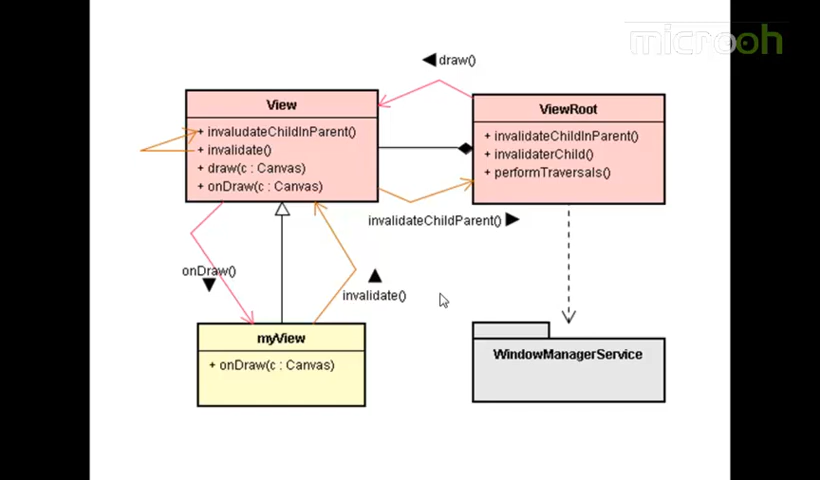 microoh
draw()
View
+ invaludateChildInParent()
+ invalidate()
+ draw(c : Canvas)
+ onDraw(c : Canvas)
ViewRoot
+ invalidateChildInParent()
+ invalidaterChild()
+ performTraversals()
invalidateChildParent()
onDraw()
invalidate()
myView
+ onDraw(c : Canvas)
WindowManagerService